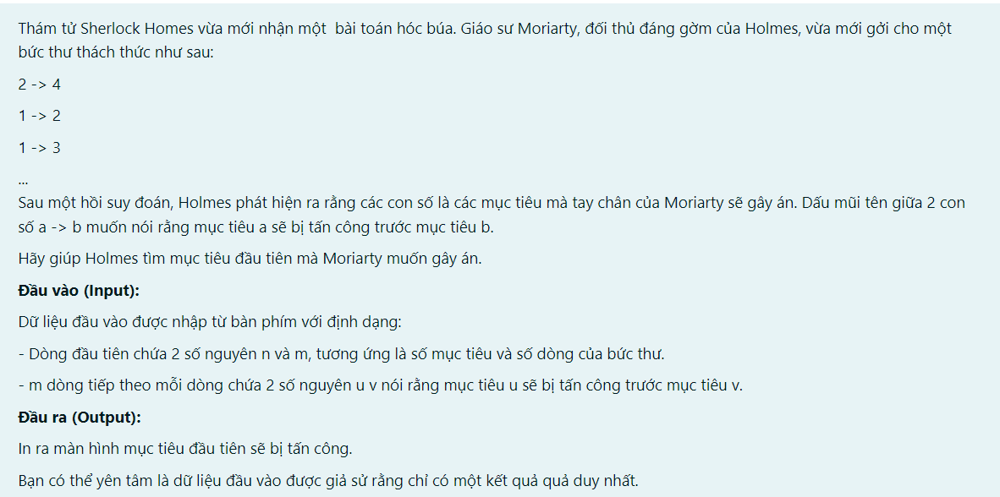 Thám tử Sherlock Homes vừa mới nhận một bài toán hóc búa. Giáo sư Moriarty, đối thủ đáng gờm của Holmes, vừa mới gởi cho một
bức thư thách thức như sau:
2 -> 4
1 -> 2
1 -> 3
...
Sau một hồi suy đoán, Holmes phát hiện ra rằng các con số là các mục tiêu mà tay chân của Moriarty sẽ gây án. Dấu mũi tên giữa 2 con
số a -> b muốn nói rằng mục tiêu a sẽ bị tấn công trước mục tiêu b.
Hãy giúp Holmes tìm mục tiêu đầu tiên mà Moriarty muốn gây án.
Đầu vào (Input):
Dữ liệu đầu vào được nhập từ bàn phím với định dạng:
- Dòng đầu tiên chứa 2 số nguyên n và m, tương ứng là số mục tiêu và số dòng của bức thư.
- m dòng tiếp theo mỗi dòng chứa 2 số nguyên u v nói rằng mục tiêu u sẽ bị tấn công trước mục tiêu v.
Đầu ra (Output):
In ra màn hình mục tiêu đầu tiên sẽ bị tấn công.
Bạn có thể yên tâm là dữ liệu đầu vào được giả sử rằng chỉ có một kết quả quả duy nhất.